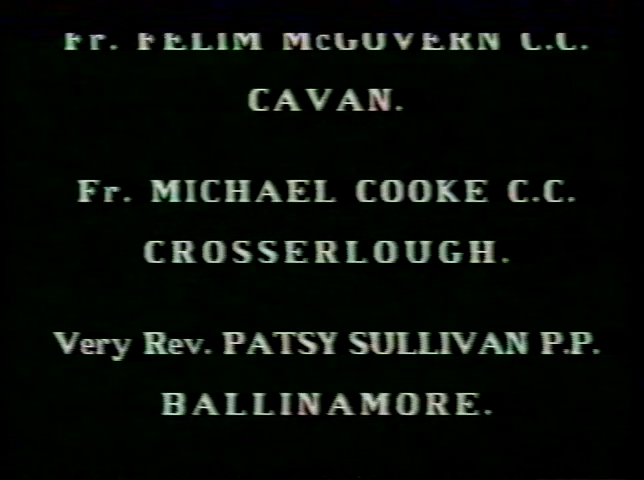 Fr. FELIM McGOVERN C.C.
CAVAN.
Fr. MICHAEL COOKE C.C.
CROSSERLOUGH.
Very Rev. PATSY SULLIVAN P.P.
BALLINAMORE.